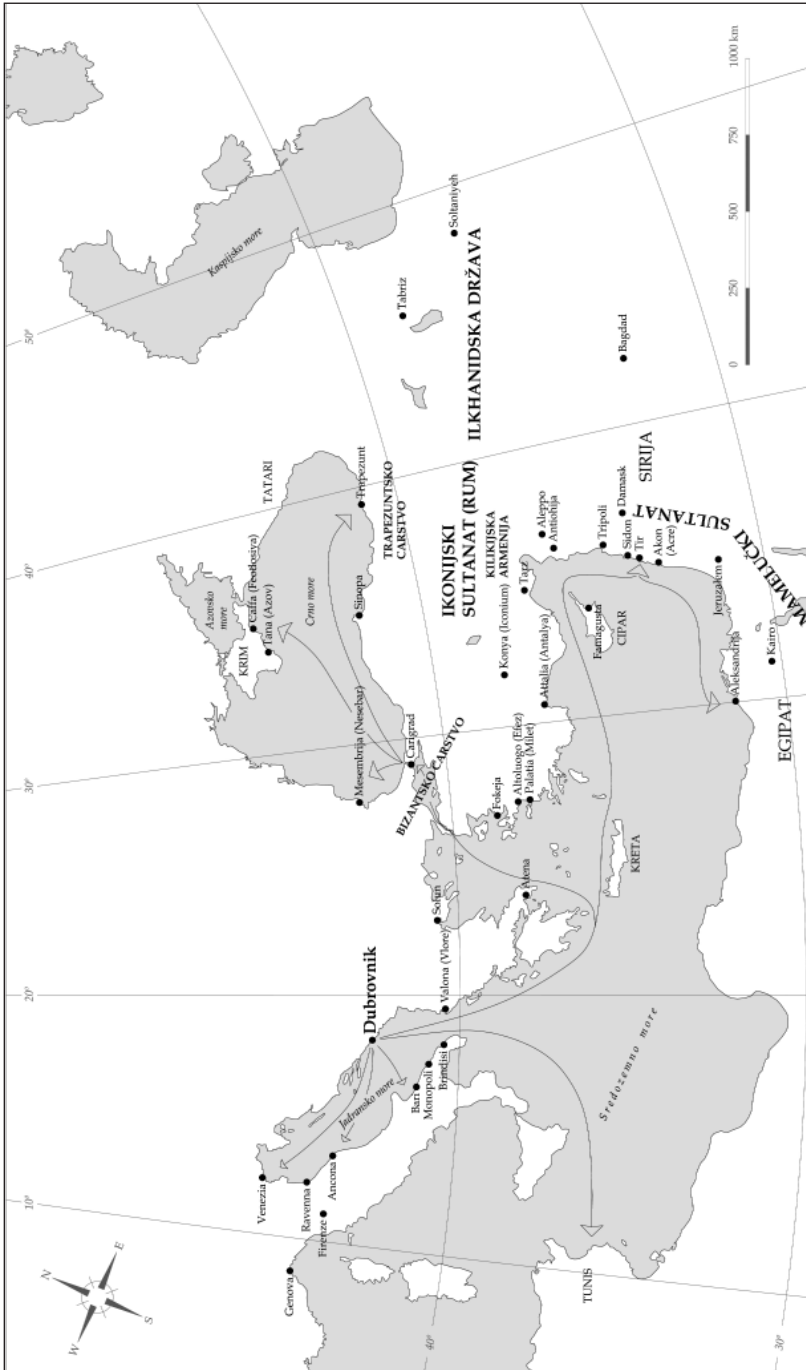 10°
20°
30°
40°
50°
N
E
S
W
Kaspijsko more
Soltaniyeh
Tabriz
ILKHANIDSKA DRŽAVA
Bagdad
0
250
500
750
1000 km
TATARI
Azovsko
more
KRIM
Caffa (Feodosiya)
Tana (Azov)
Crno more
Trapezunt
TRAPEZUNTSKO
CARSTVO
Sinopa
Mesembrija (Nesebar)
Carigrad
BIZANTSKO CARSTVO
IKONIJSKI
SULTANAT (RUM)
KILIKIJSKA
ARMENIJA
Konya (Iconium)
Tarz
Aleppo
Antiohija
Attalia (Antalya)
Famagusta
CIPAR
Tripoli
Sidon
Damask
Tir
Akon
(Acre)
SIRIJA
Jeruzalem
MAMELUČKI SULTANAT
Aleksandrija
Kairo
EGIPAT
Fokeja
Altoluogo (Efez)
Palatia (Milet)
Atena
KRETA
Solun
Valona (Vlore)
Dubrovnik
Jadransko more
Bari
Monopoli
Brindisi
Venezia
Ravenna
Ancona
Firenze
Genova
Sredozemno more
TUNIS
40°
30°